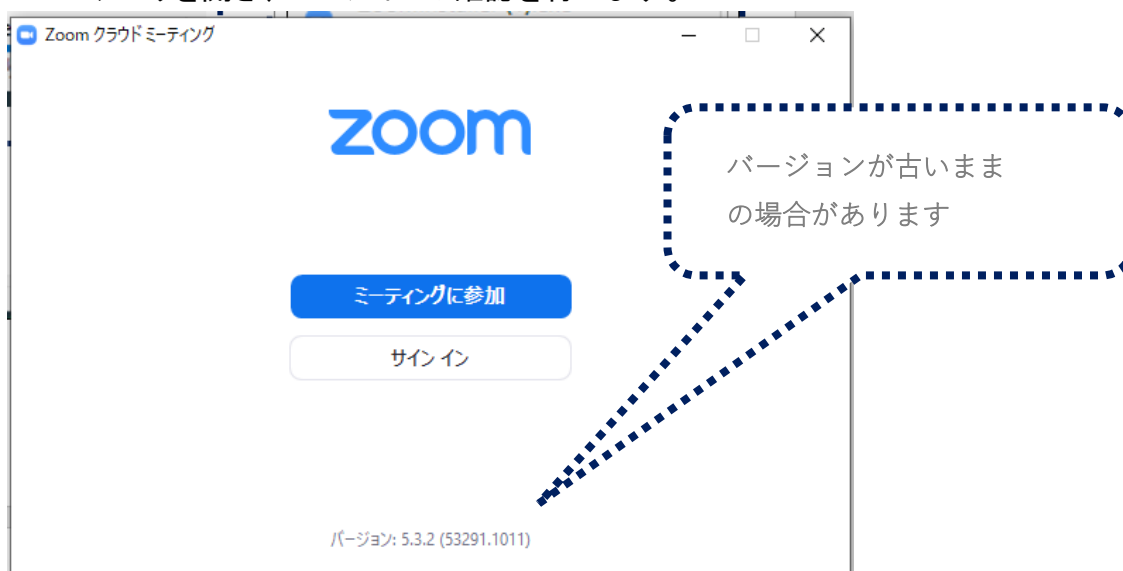 Zoom クラウド ミーティング
zoom
バージョンが古いまま
の場合があります
ミーティングに参加
サイン イン
バージョン: 5.3.2 (53291.1011)